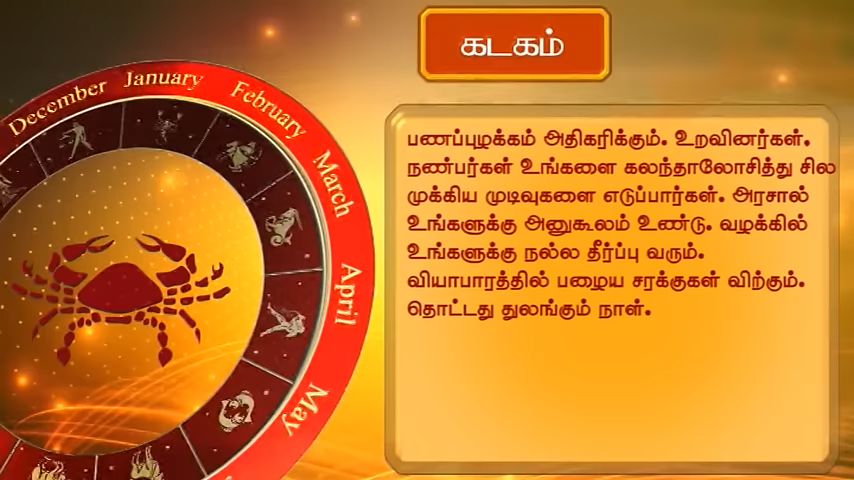 கடகம்
December
January
February
March
April
May
பணப்புழக்கம் அதிகரிக்கும். உறவினர்கள்.
நண்பர்கள் உங்களை கலந்தாலோசித்து சில
முக்கிய முடிவுகளை எடுப்பார்கள். அரசால்
உங்களுக்கு அனுகூலம் உண்டு. வழக்கில்
உங்களுக்கு நல்ல தீர்ப்பு வரும்.
வியாபாரத்தில் பழைய சரக்குகள் விற்கும்.
தொட்டது துலங்கும் நாள்.